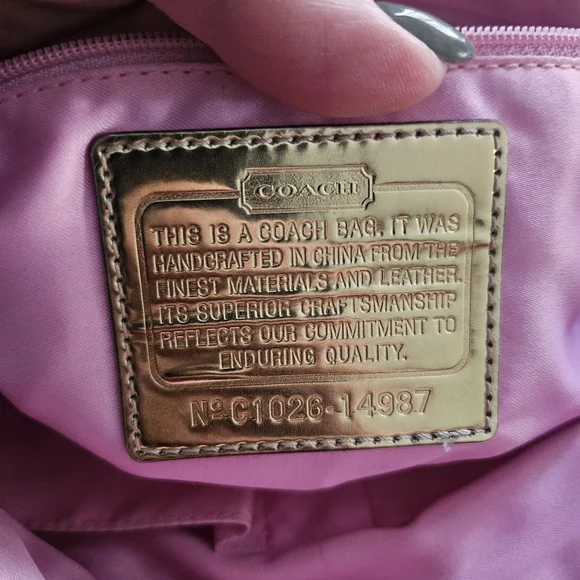 COACH
THIS IS A COACH BAG. IT WAS
HANDCRAFTED IN CHINA FROM THE
FINEST MATERIALS AND LEATHER.
ITS SUPERIOR CRAFTSMANSHIP
REFLECTS OUR COMMITMENT TO
ENDURING QUALITY.
Nº C1026-14987